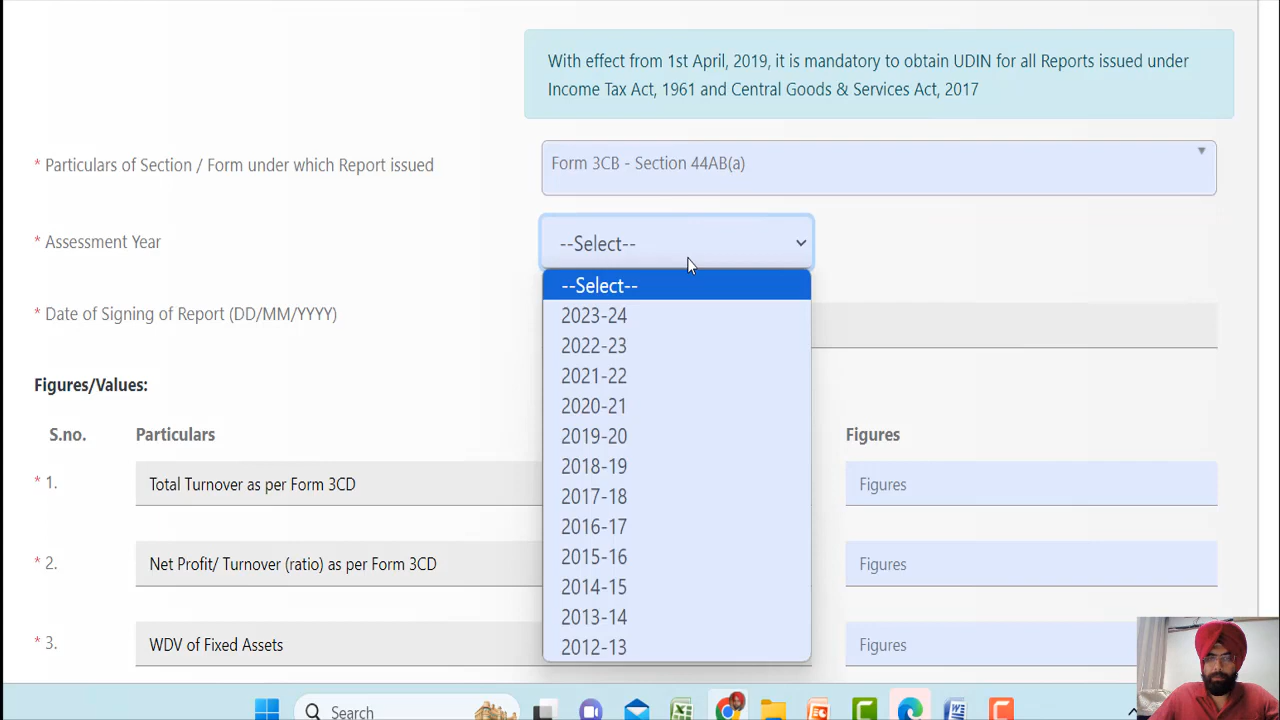 With effect from 1st April, 2019, it is mandatory to obtain UDIN for all Reports issued under
Income Tax Act, 1961 and Central Goods & Services Act, 2017
* Particulars of Section / Form under which Report issued
Form 3CB - Section 44AB(a)
* Assessment Year
--Select--
--Select--
2023-24
2022-23
2021-22
2020-21
2019-20
2018-19
2017-18
2016-17
2015-16
2014-15
2013-14
2012-13
* Date of Signing of Report (DD/MM/YYYY)
Figures/Values:
S.no. Particulars Figures
* 1. Total Turnover as per Form 3CD Figures
* 2. Net Profit/ Turnover (ratio) as per Form 3CD Figures
* 3. WDV of Fixed Assets Figures
Search